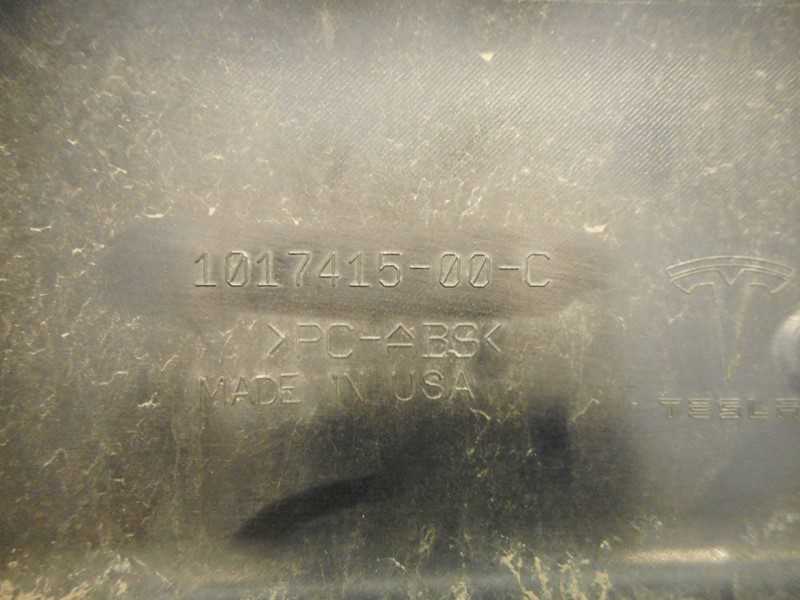 1017415-00-C
>PC-ABS<
MADE IN USA
TESLA